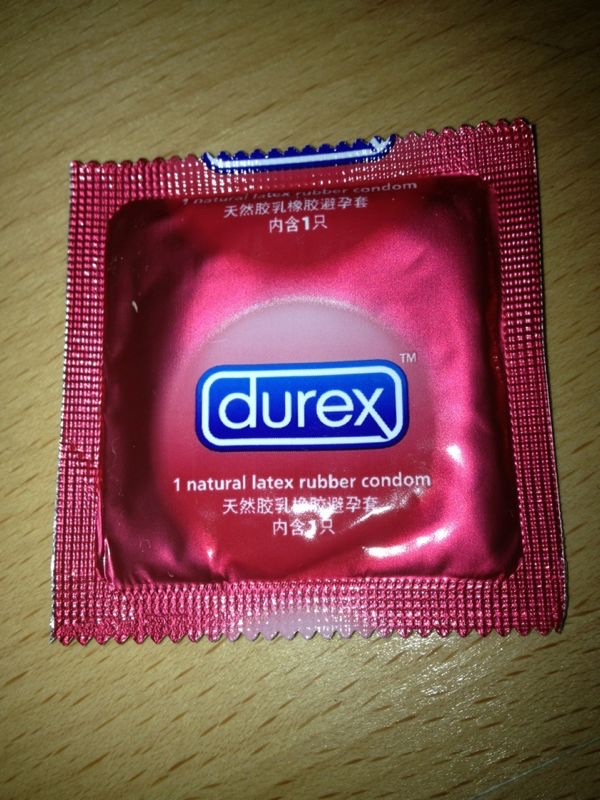 1 natural latex rubber condom
天然胶乳橡胶避孕套
内含1只
durex™
1 natural latex rubber condom
天然胶乳橡胶避孕套
内含1只